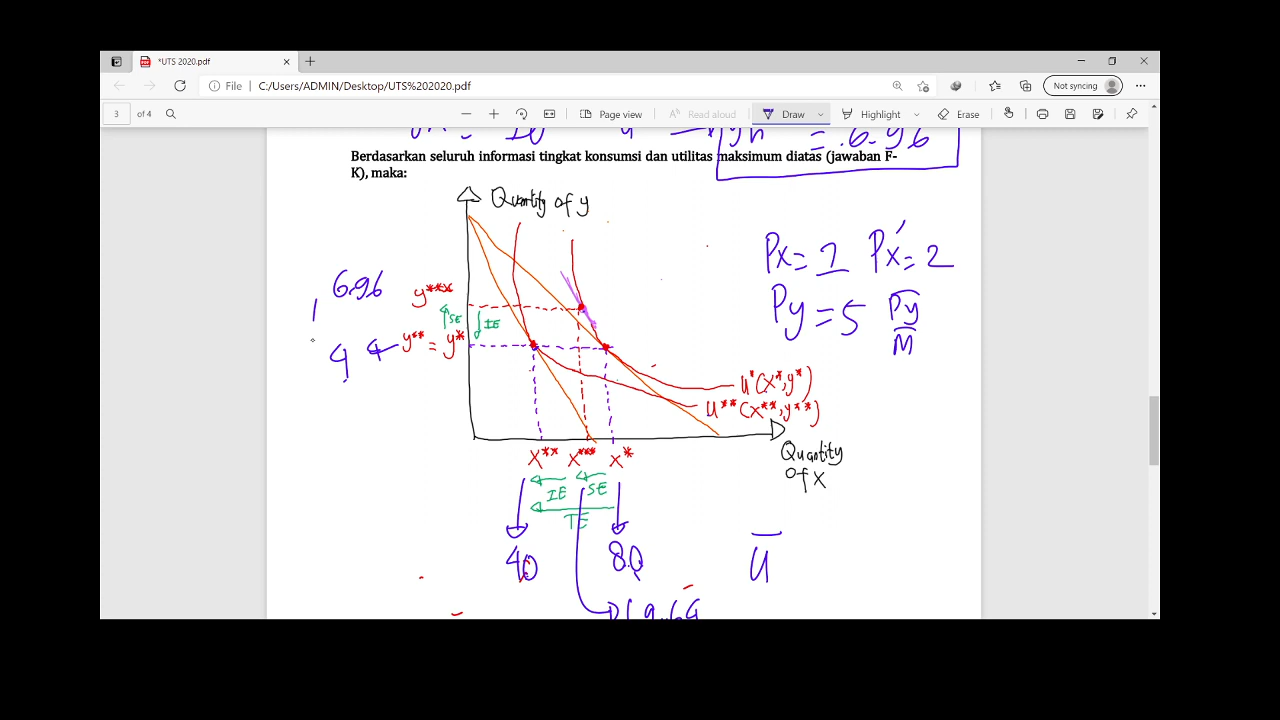 *UTS 2020.pdf
File | C:/Users/ADMIN/Desktop/UTS%202020.pdf
Not syncing
3 of 4
Page view
Read aloud
Draw
Highlight
Erase
= 6.96
Berdasarkan seluruh informasi tingkat konsumsi dan utilitas maksimum diatas (jawaban F-
K), maka:
Quantity of y
Px = 1 Px' = 2
Py = 5 Py
M
6.96
y***
SE
IE
4 ← y** = y*
U*(x*,y*)
U**(x**,y**)
Quantity
of x
x** x*** x*
IE SE
TE
40 80
U